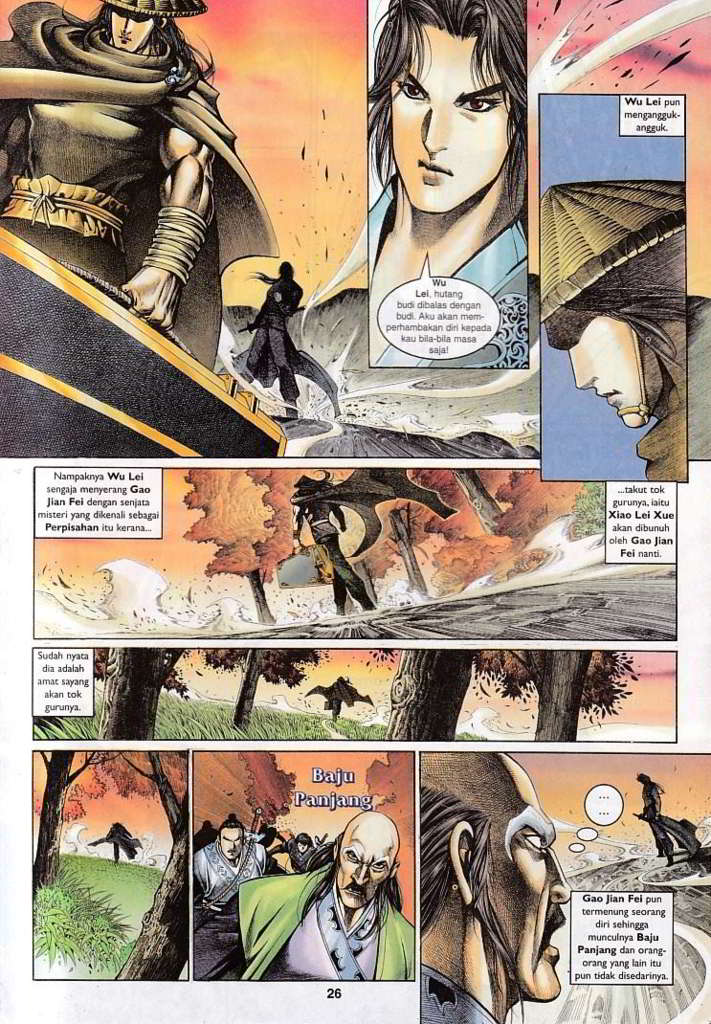 Wu Lei pun
mengangguk-
angguk.
Wu
Lei, hutang
budi dibalas dengan
budi. Aku akan mem-
perhambakan diri kepada
kau bila-bila masa
saja!
Nampaknya Wu Lei
sengaja menyerang Gao
Jian Fei dengan senjata
misteri yang dikenali sebagai
Perpisahan itu kerana...
...takut tok
gurunya, iaitu
Xiao Lei Xue
akan dibunuh
oleh Gao Jian
Fei nanti.
Sudah nyata
dia adalah
amat sayang
akan tok
gurunya.
Baju
Panjang
...
...
Gao Jian Fei pun
termenung seorang
diri sehingga
munculnya Baju
Panjang dan orang-
orang yang lain itu
pun tidak disedarinya.
26